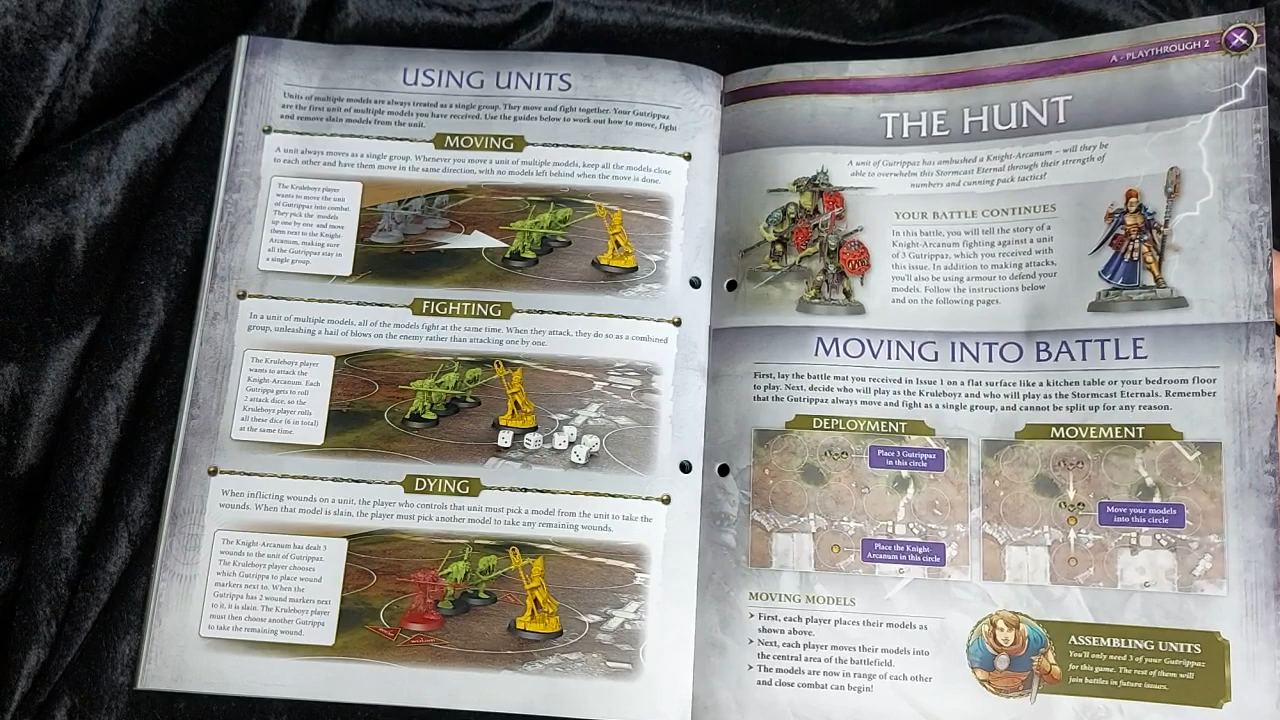 USING UNITS
Units of multiple models are always treated as a single group. They move and fight together. Your Gutrippaz
are the first unit of multiple models you have received. Use the guides below to work out how to move, fight
and remove slain models from the unit.
MOVING
A unit always moves as a single group. Whenever you move a unit of multiple models, keep all the models close
to each other and have them move in the same direction, with no models left behind when the move is done.
The Kruleboyz player
wants to move the unit
of Gutrippaz into combat.
They pick the models
up one by one and move
them next to the Knight-
Arcanum, making sure
all the Gutrippaz stay in
a single group.
FIGHTING
In a unit of multiple models, all of the models fight at the same time. When they attack, they do so as a combined
group, unleashing a hail of blows on the enemy rather than attacking one by one.
The Kruleboyz player
wants to attack the
Knight-Arcanum. Each
Gutrippa gets to roll
2 attack dice, so the
Kruleboyz player rolls
all these dice (6 in total)
at the same time.
DYING
When inflicting wounds on a unit, the player who controls that unit must pick a model from the unit to take the
wounds. When that model is slain, the player must pick another model to take any remaining wounds.
The Knight-Arcanum has dealt 3
wounds to the unit of Gutrippaz.
The Kruleboyz player chooses
which Gutrippa to place wound
markers next to. When the
Gutrippa has 2 wound markers next
to it, it is slain. The Kruleboyz player
must then choose another Gutrippa
to take the remaining wound.
A - PLAYTHROUGH 2
THE HUNT
A unit of Gutrippaz has ambushed a Knight-Arcanum – will they be
able to overwhelm this Stormcast Eternal through their strength of
numbers and cunning pack tactics?
YOUR BATTLE CONTINUES
In this battle, you will tell the story of a
Knight-Arcanum fighting against a unit
of 3 Gutrippaz, which you received with
this issue. In addition to making attacks,
you'll also be using armour to defend your
models. Follow the instructions below
and on the following pages.
MOVING INTO BATTLE
First, lay the battle mat you received in Issue 1 on a flat surface like a kitchen table or your bedroom floor
to play. Next, decide who will play as the Kruleboyz and who will play as the Stormcast Eternals. Remember
that the Gutrippaz always move and fight as a single group, and cannot be split up for any reason.
DEPLOYMENT
Place 3 Gutrippaz
in this circle
Place the Knight-
Arcanum in this circle
MOVEMENT
Move your models
into this circle
MOVING MODELS
➤ First, each player places their models as
shown above.
➤ Next, each player moves their models into
the central area of the battlefield.
➤ The models are now in range of each other
and close combat can begin!
ASSEMBLING UNITS
You'll only need 3 of your Gutrippaz
for this game. The rest of them will
join battles in future issues.